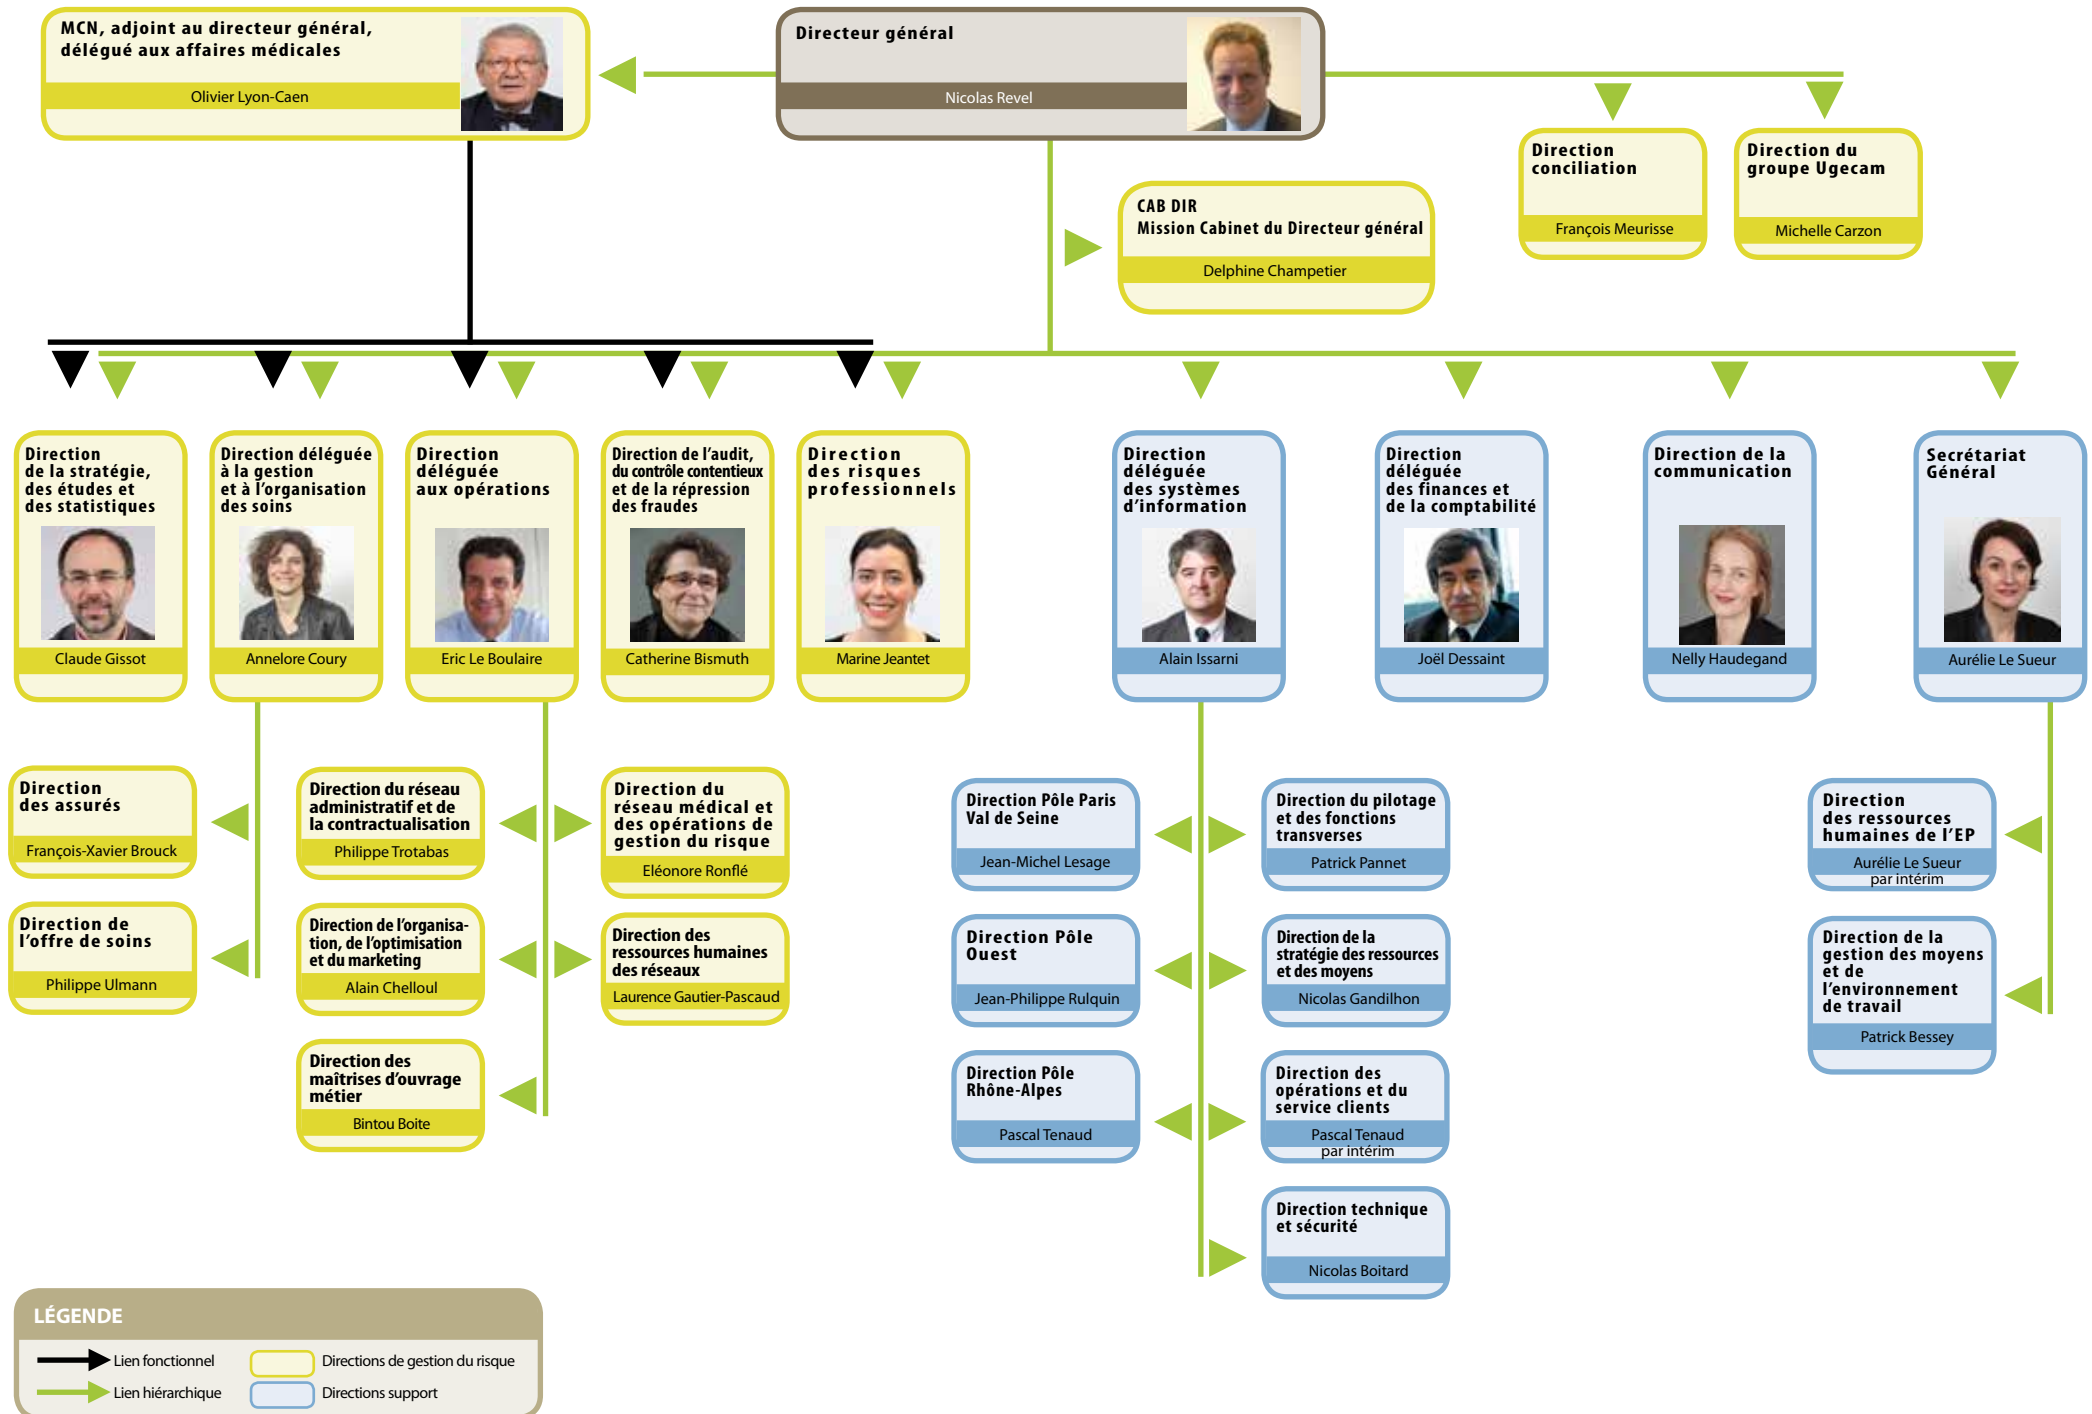 MCN, adjoint au directeur général,
délégué aux affaires médicales
Olivier Lyon-Caen
Directeur général
Nicolas Revel
Direction
conciliation
François Meurisse
Direction du
groupe Ugecam
Michelle Carzon
CAB DIR
Mission Cabinet du Directeur général
Delphine Champetier
Direction
de la stratégie,
des études et
des statistiques
Claude Gissot
Direction déléguée
à la gestion
et à l'organisation
des soins
Annelore Coury
Direction
déléguée
aux opérations
Eric Le Boulaire
Direction de l'audit,
du contrôle contentieux
et de la répression
des fraudes
Catherine Bismuth
Direction
des risques
professionnels
Marine Jeantet
Direction
déléguée
des systèmes
d'information
Alain Issarni
Direction
déléguée
des finances et
de la comptabilité
Joël Dessaint
Direction de la
communication
Nelly Haudegand
Secrétariat
Général
Aurélie Le Sueur
Direction
des assurés
François-Xavier Brouck
Direction de
l'offre de soins
Philippe Ulmann
Direction du réseau
administratif et de
la contractualisation
Philippe Trotabas
Direction de l'organisa-
tion, de l'optimisation
et du marketing
Alain Chelloul
Direction des
maîtrises d'ouvrage
métier
Bintou Boite
Direction du
réseau médical et
des opérations de
gestion du risque
Eléonore Ronflé
Direction des
ressources humaines
des réseaux
Laurence Gautier-Pascaud
Direction Pôle Paris
Val de Seine
Jean-Michel Lesage
Direction Pôle
Ouest
Jean-Philippe Rulquin
Direction Pôle
Rhône-Alpes
Pascal Tenaud
Direction du pilotage
et des fonctions
transverses
Patrick Pannet
Direction de la
stratégie des ressources
et des moyens
Nicolas Gandilhon
Direction des
opérations et du
service clients
Pascal Tenaud
par intérim
Direction technique
et sécurité
Nicolas Boitard
Direction
des ressources
humaines de l'EP
Aurélie Le Sueur
par intérim
Direction de la
gestion des moyens
et de
l'environnement
de travail
Patrick Bessey
LÉGENDE
Lien fonctionnel
Directions de gestion du risque
Lien hiérarchique
Directions support